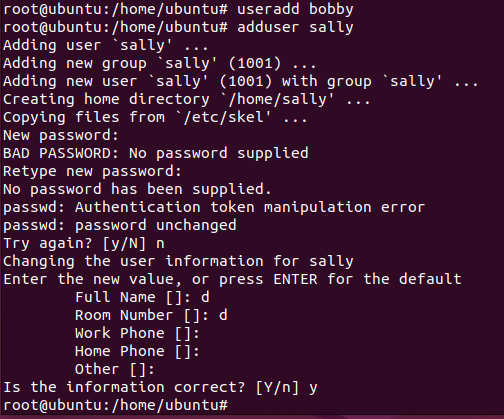 root@ubuntu:/home/ubuntu# useradd bobby
root@ubuntu:/home/ubuntu# adduser sally
Adding user `sally' ...
Adding new group `sally' (1001) ...
Adding new user `sally' (1001) with group `sally' ...
Creating home directory `/home/sally' ...
Copying files from `/etc/skel' ...
New password:
BAD PASSWORD: No password supplied
Retype new password:
No password has been supplied.
passwd: Authentication token manipulation error
passwd: password unchanged
Try again? [y/N] n
Changing the user information for sally
Enter the new value, or press ENTER for the default
        Full Name []: d
        Room Number []: d
        Work Phone []:
        Home Phone []:
        Other []:
Is the information correct? [Y/n] y
root@ubuntu:/home/ubuntu#